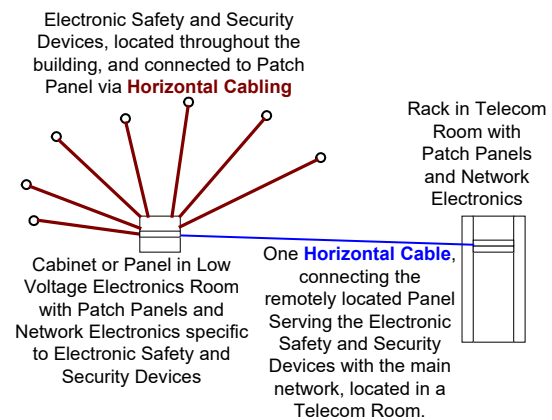 Electronic Safety and Security
Devices, located throughout the
building, and connected to Patch
Panel via Horizontal Cabling
Rack in Telecom
Room with
Patch Panels
and Network
Electronics
Cabinet or Panel in Low
Voltage Electronics Room
with Patch Panels and
Network Electronics specific
to Electronic Safety and
Security Devices
One Horizontal Cable,
connecting the
remotely located Panel
Serving the Electronic
Safety and Security
Devices with the main
network, located in a
Telecom Room.